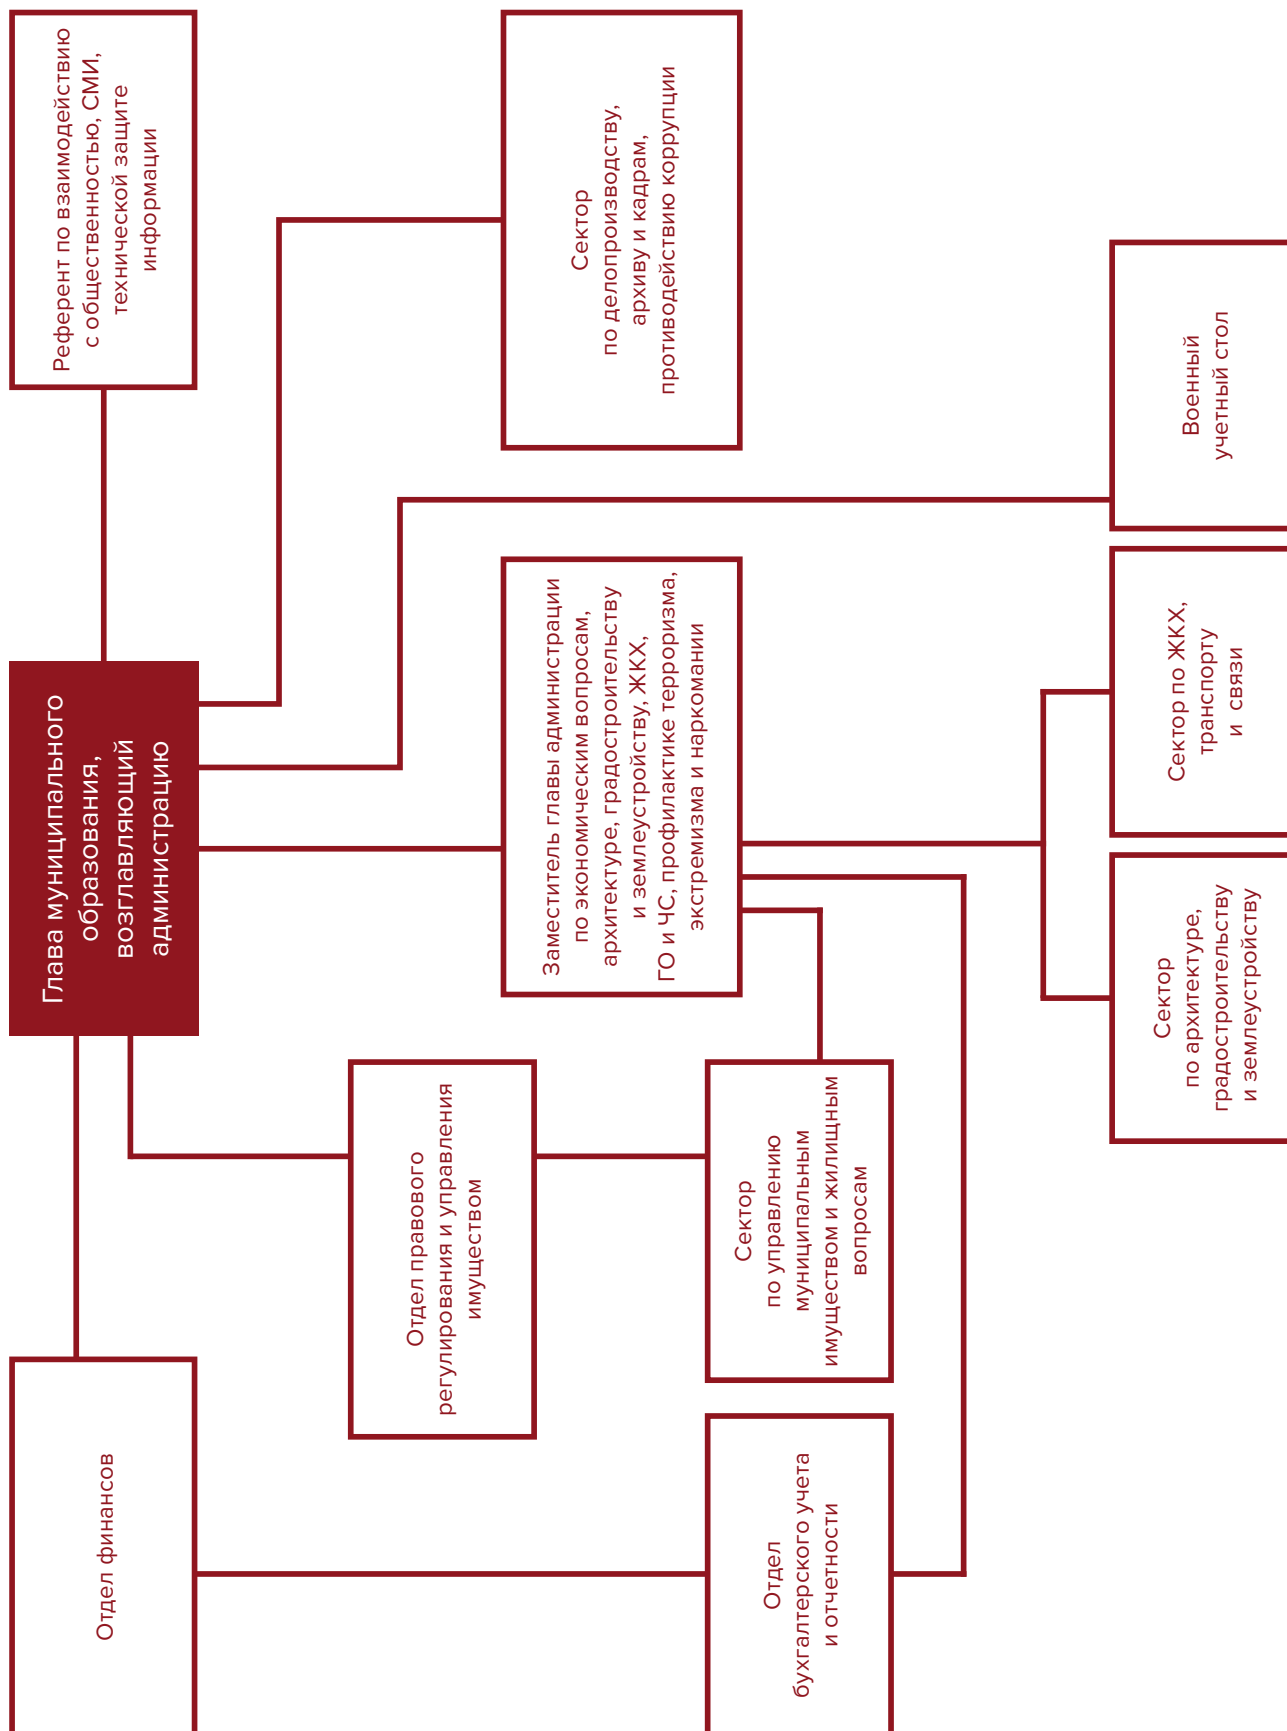 Отдел финансов
Глава муниципального
образования,
возглавляющий
администрацию
Референт по взаимодействию
с общественностью, СМИ,
технической защите
информации
Отдел правового
регулирования и управления
имуществом
Заместитель главы администрации
по экономическим вопросам,
архитектуре, градостроительству
и землеустройству, ЖКХ,
ГО и ЧС, профилактике терроризма,
экстремизма и наркомании
Сектор
по делопроизводству,
архиву и кадрам,
противодействию коррупции
Отдел
бухгалтерского учета
и отчетности
Сектор
по управлению
муниципальным
имуществом и жилищным
вопросам
Сектор
по архитектуре,
градостроительству
и землеустройству
Сектор по ЖКХ,
транспорту
и связи
Военный
учетный стол